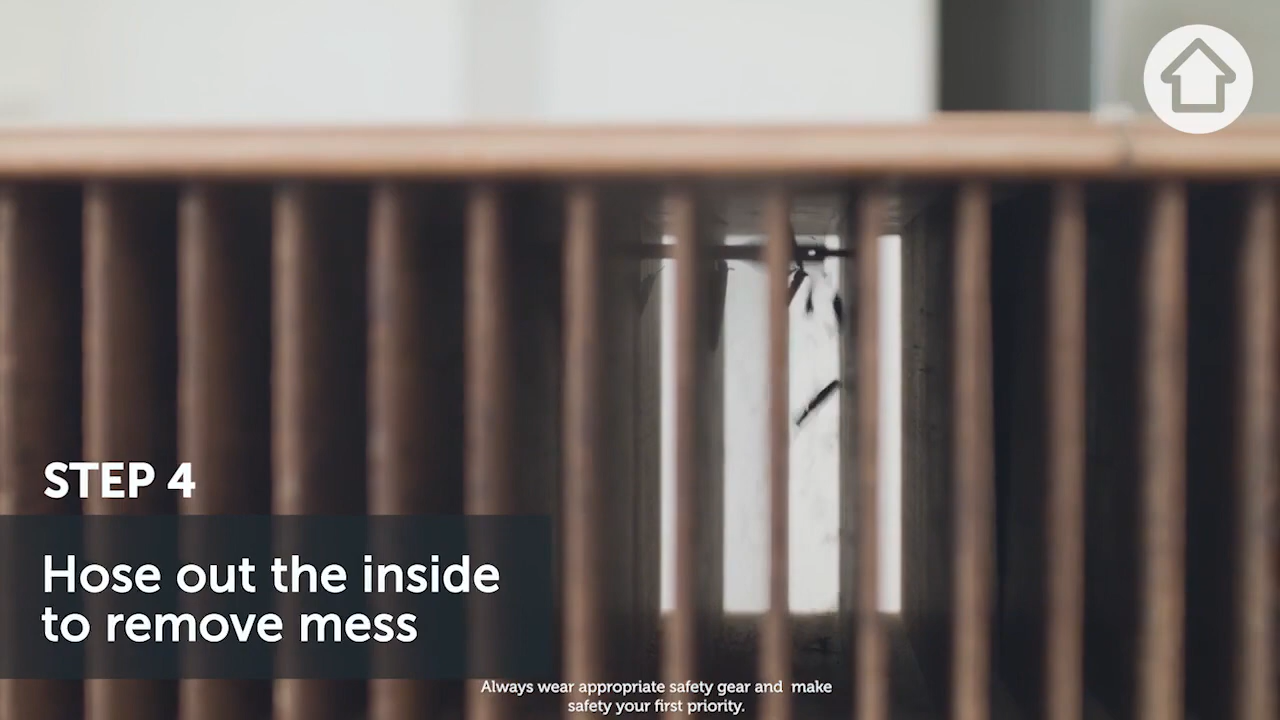 STEP 4
Hose out the inside
to remove mess
Always wear appropriate safety gear and  make
safety your first priority.